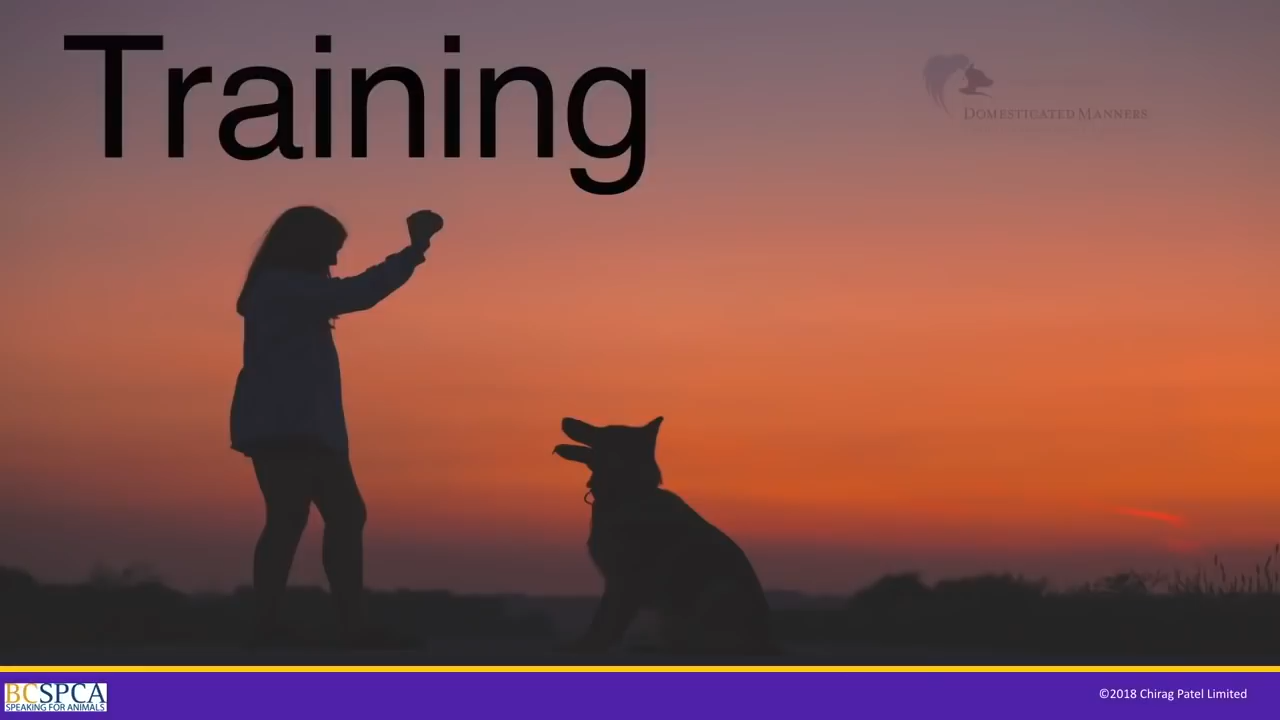 Training
DOMESTICATED MANNERS
BCSPCA
SPEAKING FOR ANIMALS
©2018 Chirag Patel Limited